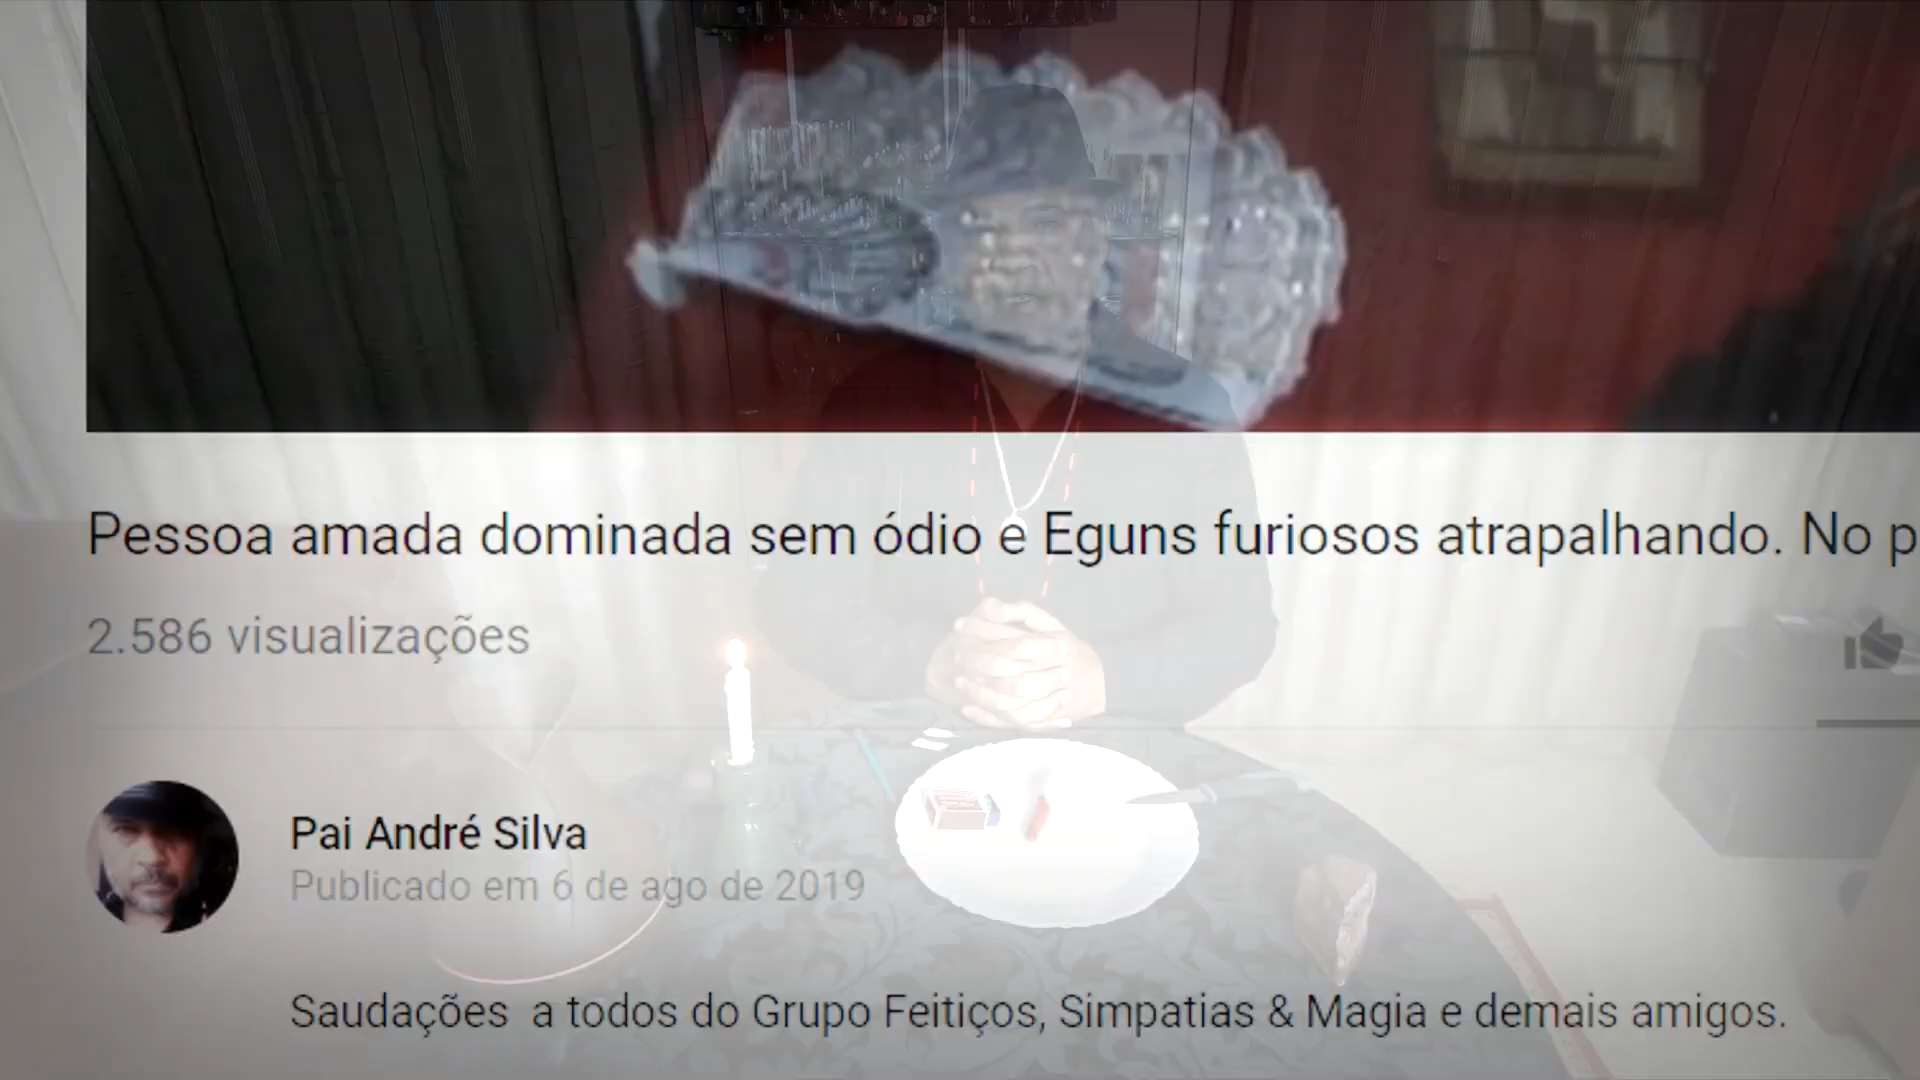 Pessoa amada dominada sem ódio e Eguns furiosos atrapalhando. No p
2.586 visualizações
Pai André Silva
Publicado em 6 de ago de 2019
Saudações a todos do Grupo Feitiços, Simpatias & Magia e demais amigos.